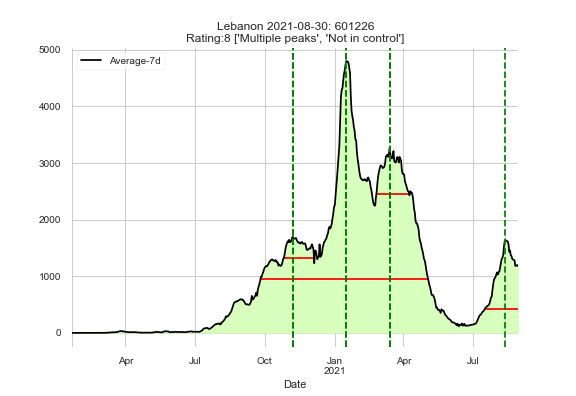 Lebanon 2021-08-30: 601226
Rating:8 ['Multiple peaks', 'Not in control']
Average-7d
5000
4000
3000
2000
1000
0
Apr
Jul
Oct
Jan
2021
Apr
Jul
Date